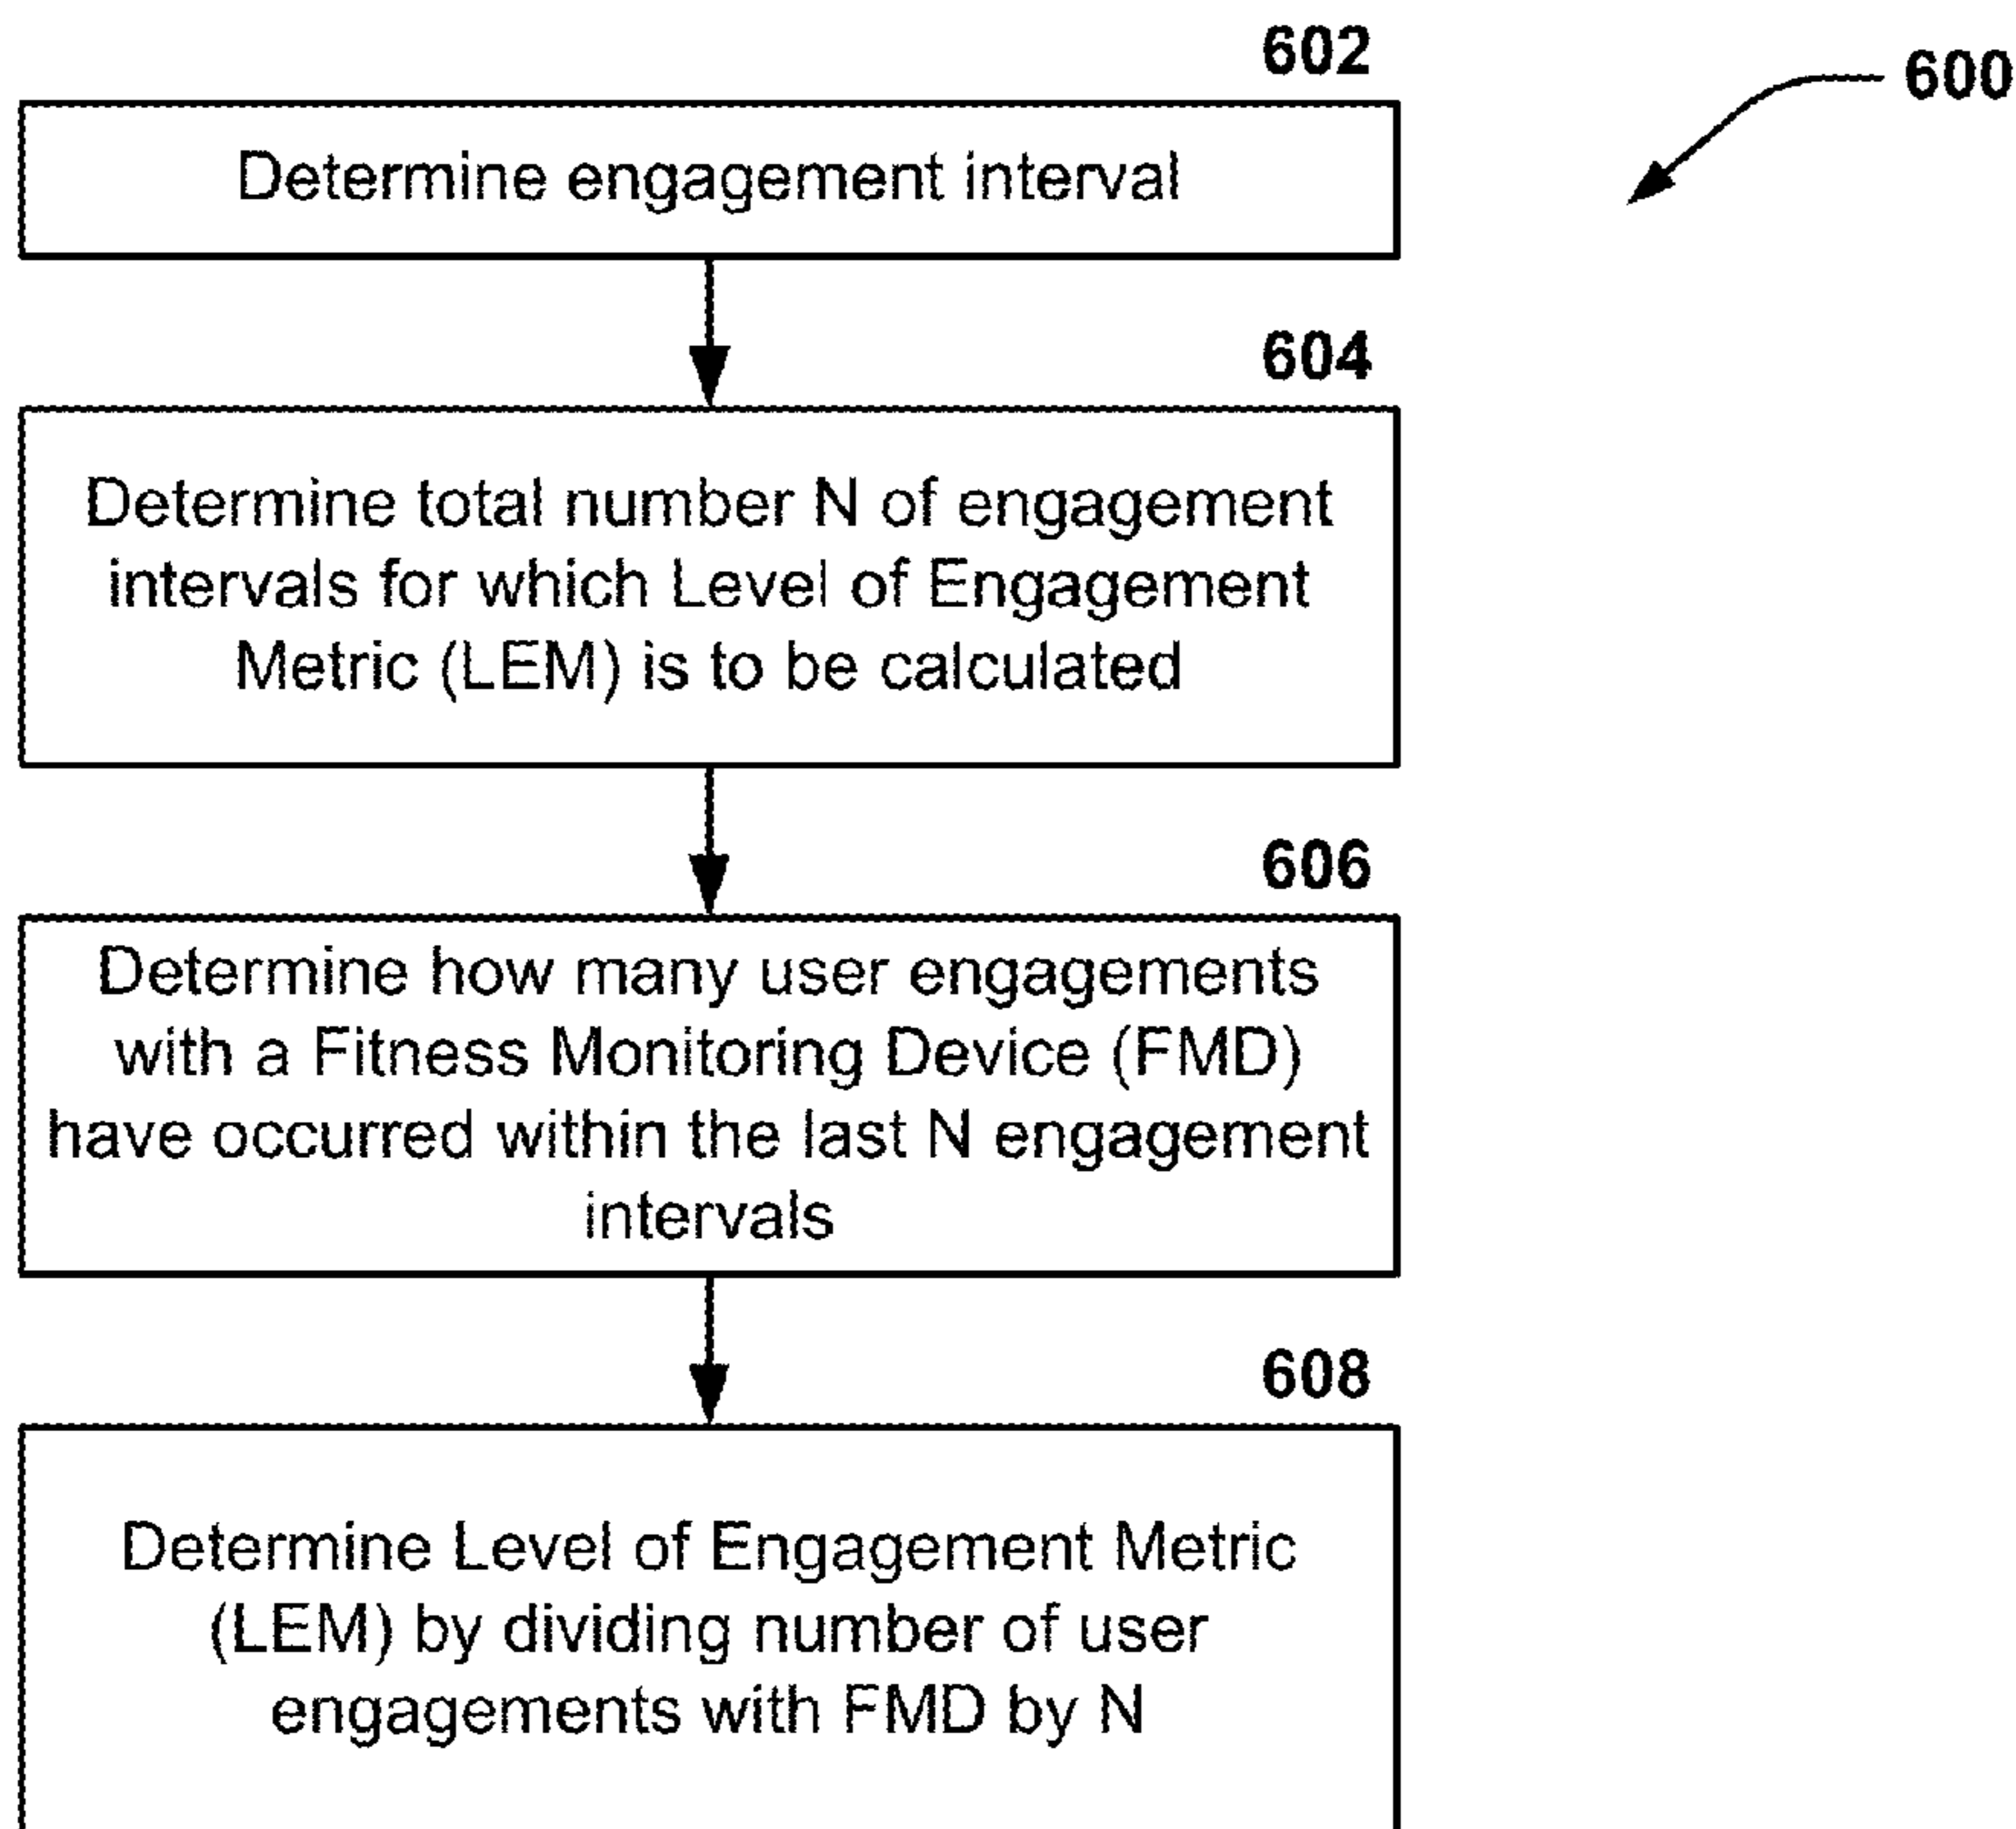 602
600
Determine engagement interval
604
Determine total number N of engagement
intervals for which Level of Engagement
Metric (LEM) is to be calculated
606
Determine how many user engagements
with a Fitness Monitoring Device (FMD)
have occurred within the last N engagement
intervals
608
Determine Level of Engagement Metric
(LEM) by dividing number of user
engagements with FMD by N